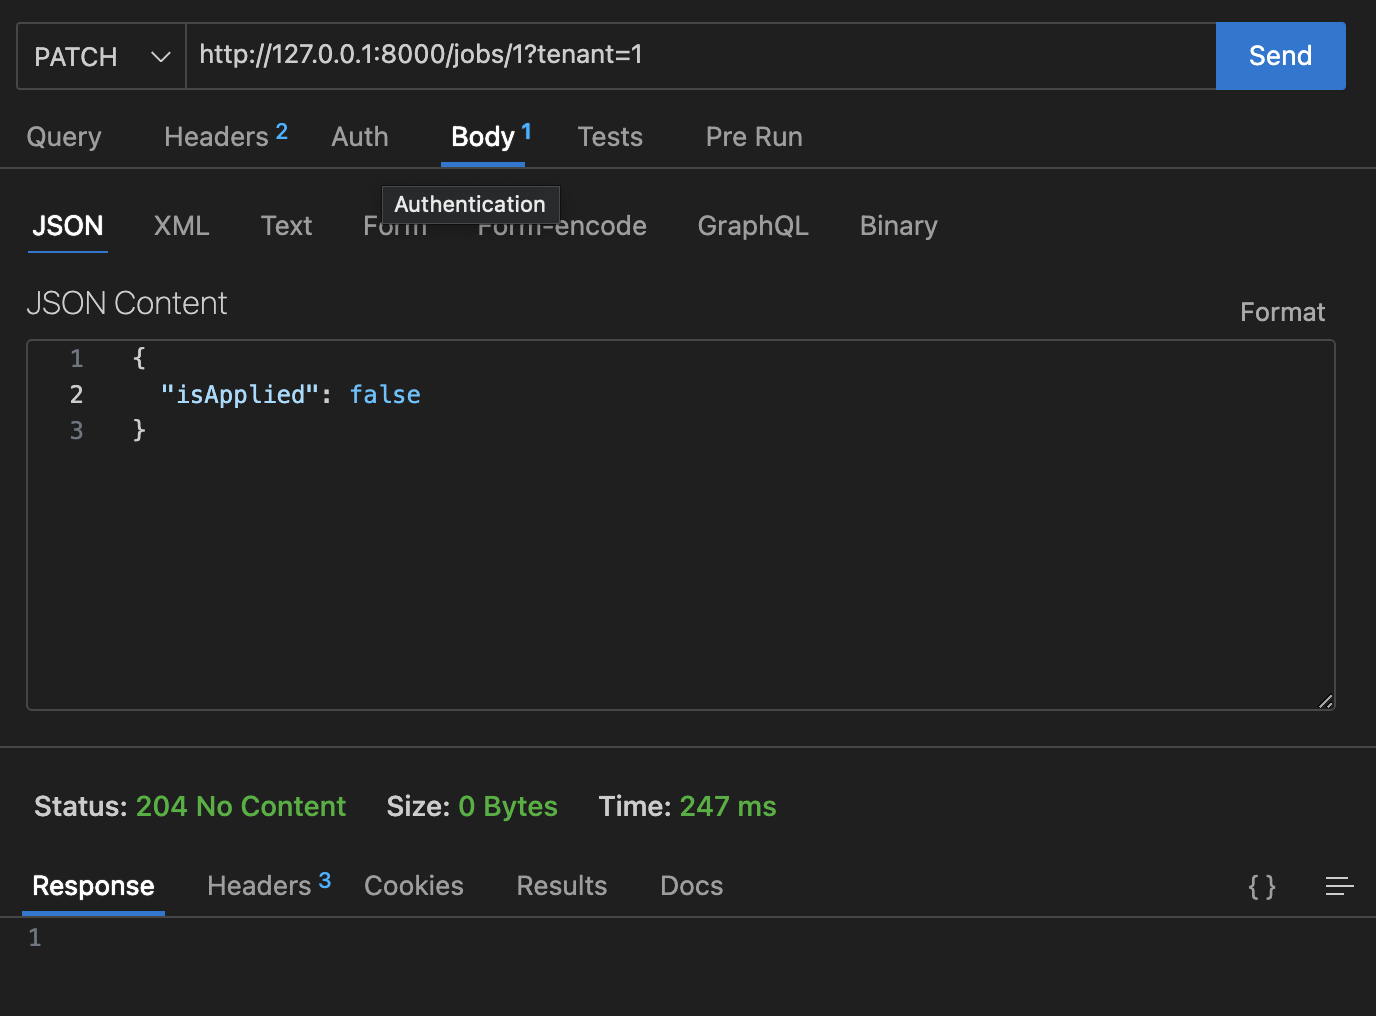 PATCH http://127.0.0.1:8000/jobs/1?tenant=1 Send
Query Headers 2 Auth Body 1 Tests Pre Run
Authentication
JSON XML Text Form Form-encode GraphQL Binary
JSON Content
Format
1 {
2 "isApplied": false
3 }
Status: 204 No Content Size: 0 Bytes Time: 247 ms
Response Headers 3 Cookies Results Docs { }
1